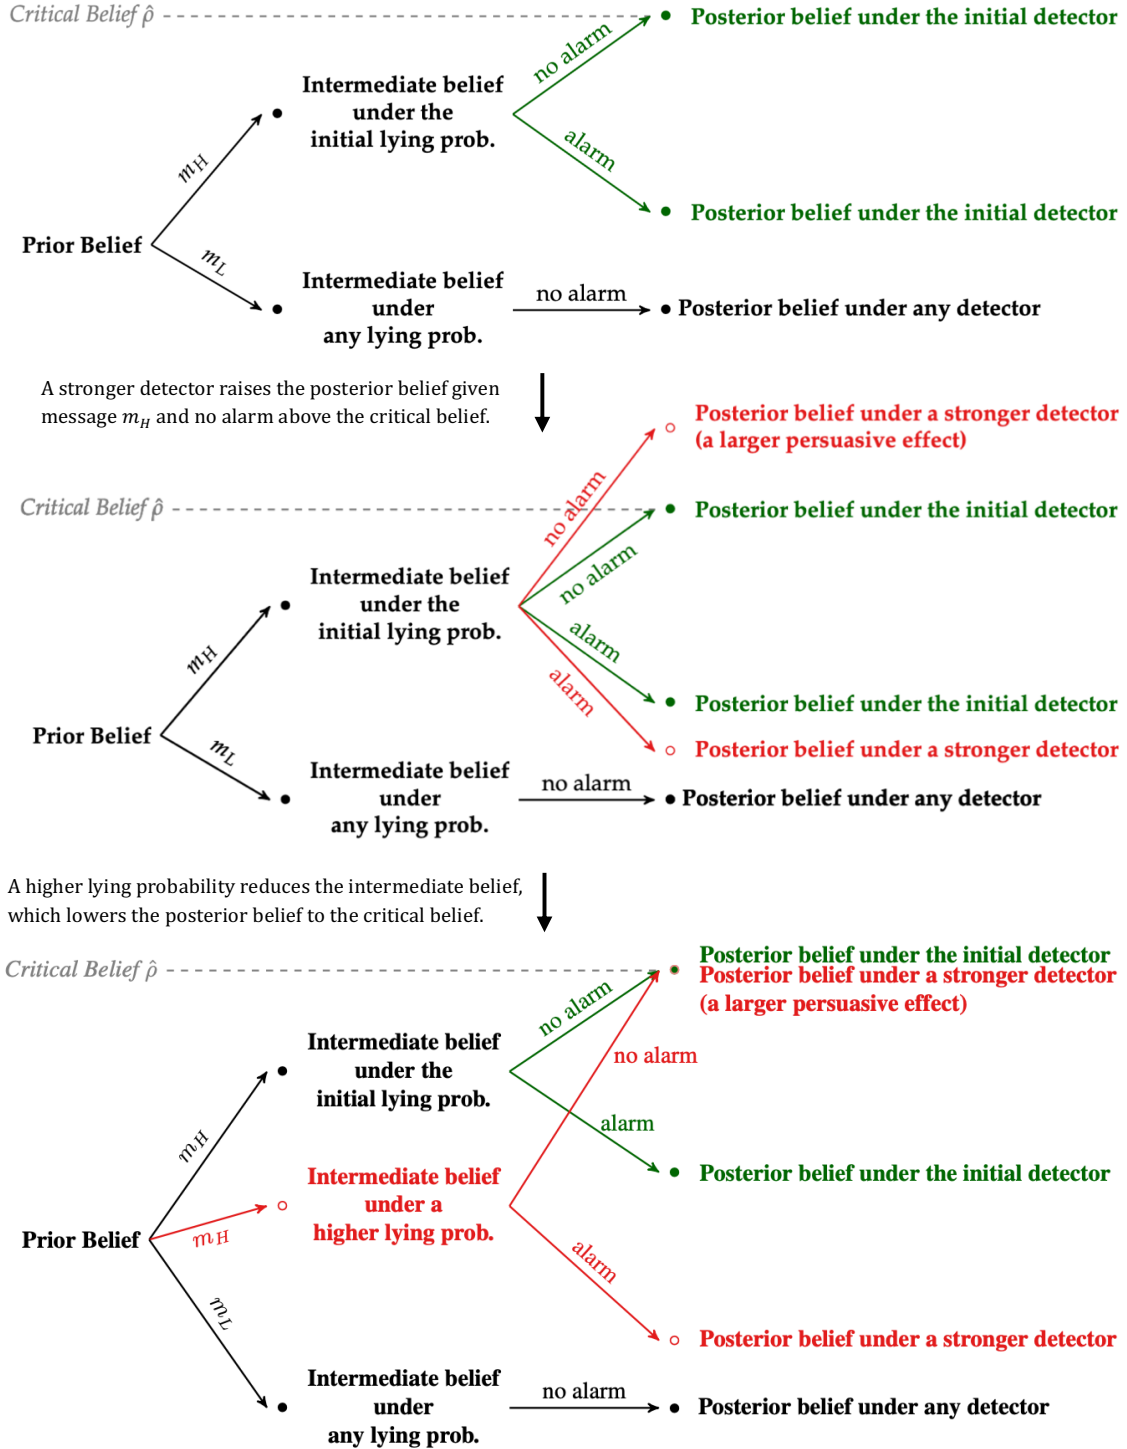 Critical Belief ρ̂
Posterior belief under the initial detector
no alarm
Intermediate belief
under the
initial lying prob.
m_H
alarm
Posterior belief under the initial detector
Prior Belief
m_L
Intermediate belief
under
any lying prob.
no alarm
Posterior belief under any detector
A stronger detector raises the posterior belief given
message m_H and no alarm above the critical belief.
Posterior belief under a stronger detector
(a larger persuasive effect)
no alarm
Critical Belief ρ̂
Posterior belief under the initial detector
no alarm
Intermediate belief
under the
initial lying prob.
m_H
alarm
alarm
Posterior belief under the initial detector
Posterior belief under a stronger detector
Prior Belief
m_L
Intermediate belief
under
any lying prob.
no alarm
Posterior belief under any detector
A higher lying probability reduces the intermediate belief,
which lowers the posterior belief to the critical belief.
Critical Belief ρ̂
Posterior belief under the initial detector
Posterior belief under a stronger detector
(a larger persuasive effect)
no alarm
no alarm
Intermediate belief
under the
initial lying prob.
m_H
alarm
Posterior belief under the initial detector
Intermediate belief
under a
higher lying prob.
Prior Belief
m_H
alarm
m_L
Posterior belief under a stronger detector
Intermediate belief
under
any lying prob.
no alarm
Posterior belief under any detector